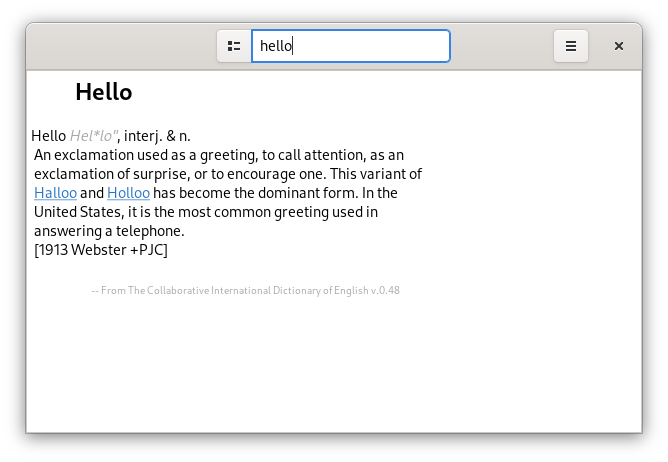 hello
Hello
Hello Hel*lo", interj. & n.
An exclamation used as a greeting, to call attention, as an
exclamation of surprise, or to encourage one. This variant of
Halloo and Holloo has become the dominant form. In the
United States, it is the most common greeting used in
answering a telephone.
[1913 Webster +PJC]
-- From The Collaborative International Dictionary of English v.0.48